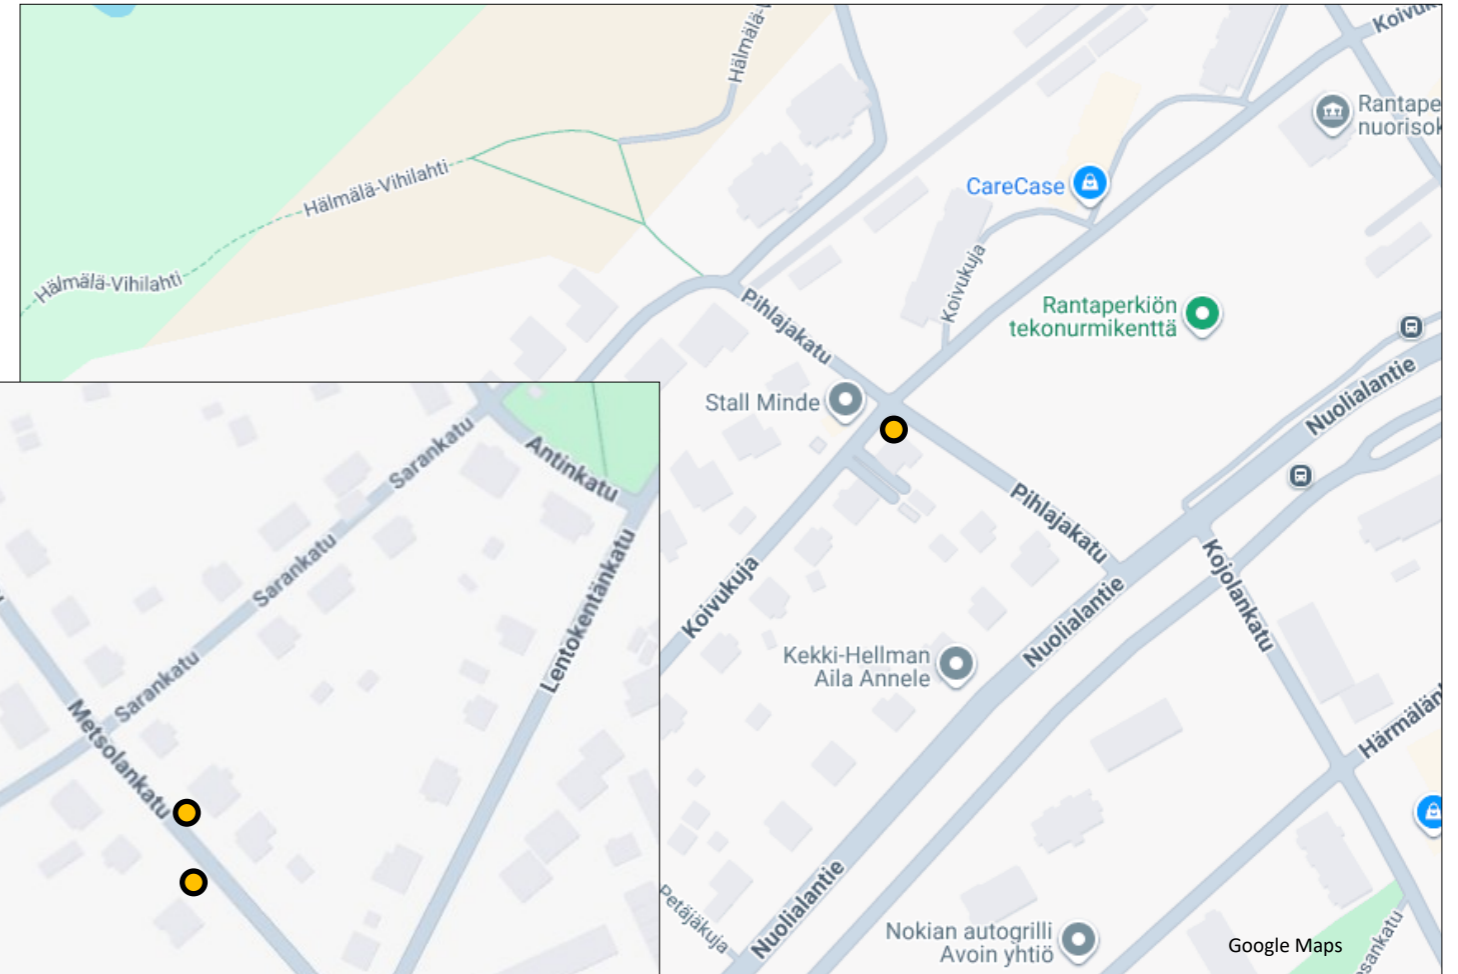 Hälmälä-V
Koivuk
Rantape
nuorisok
Hälmälä-Vihilahti
CareCase
Hälmälä-Vihilahti
Koivukuja
Pihlajakatu
Rantaperkiön
tekonurmikenttä
Nuolialantie
Stall Minde
Sarankatu
Antinkatu
Pihlajakatu
Sarankatu
Lentokentänkatu
Kojolankatu
Koivukuja
Nuolialantie
Kekki-Hellman
Aila Annele
Sarankatu
Metsolankatu
Härmälän
Petäjäkuja
Nuolialantie
Nokian autogrilli
Avoin yhtiö
Google Maps
sankatu